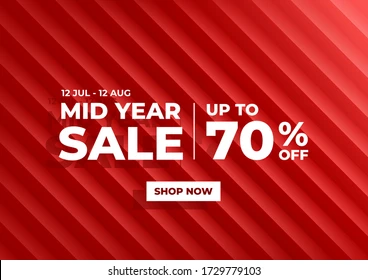 12 JUL - 12 AUG
MID YEAR
SALE
UP TO
70% OFF
SHOP NOW
shutterstock.com · 1729779103